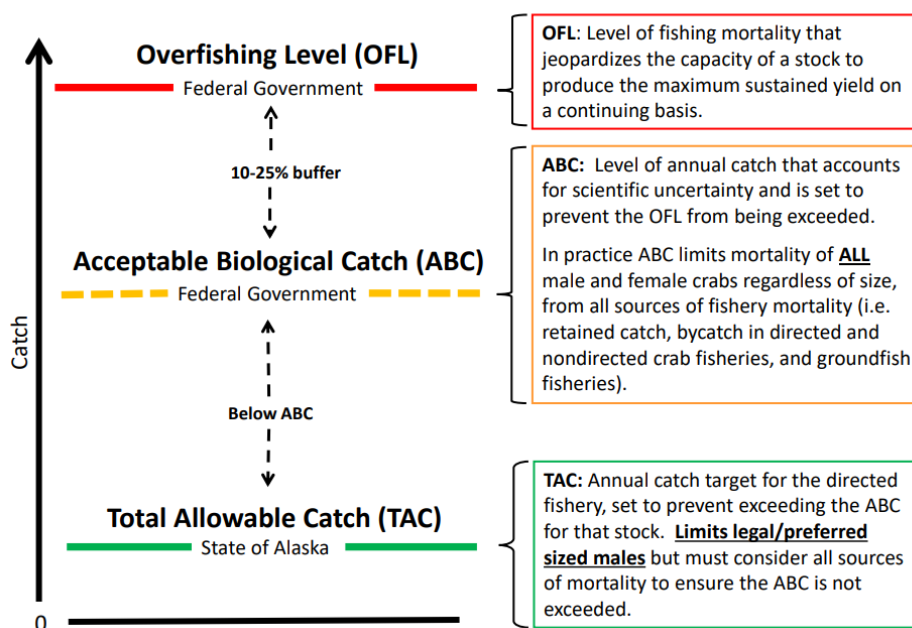 Overfishing Level (OFL)
Federal Government
10-25% buffer
Acceptable Biological Catch (ABC)
Federal Government
Below ABC
Total Allowable Catch (TAC)
State of Alaska
Catch
0
OFL: Level of fishing mortality that
jeopardizes the capacity of a stock to
produce the maximum sustained yield on
a continuing basis.
ABC: Level of annual catch that accounts
for scientific uncertainty and is set to
prevent the OFL from being exceeded.
In practice ABC limits mortality of ALL
male and female crabs regardless of size,
from all sources of fishery mortality (i.e.
retained catch, bycatch in directed and
nondirected crab fisheries, and groundfish
fisheries).
TAC: Annual catch target for the directed
fishery, set to prevent exceeding the ABC
for that stock. Limits legal/preferred
sized males but must consider all sources
of mortality to ensure the ABC is not
exceeded.